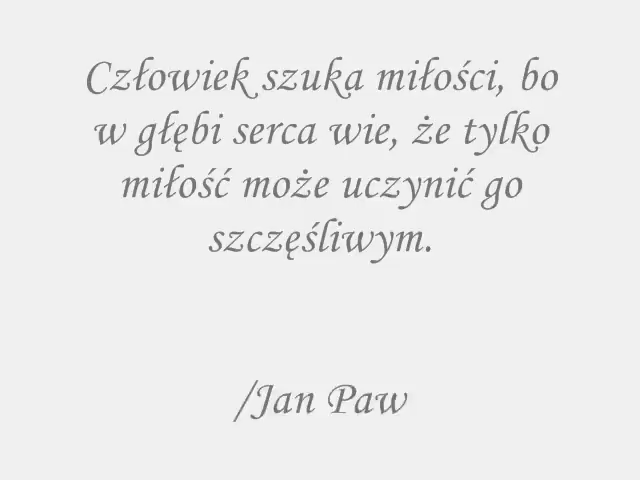 Człowiek szuka miłości, bo
w głębi serca wie, że tylko
miłość może uczynić go
szczęśliwym.
/Jan Paw